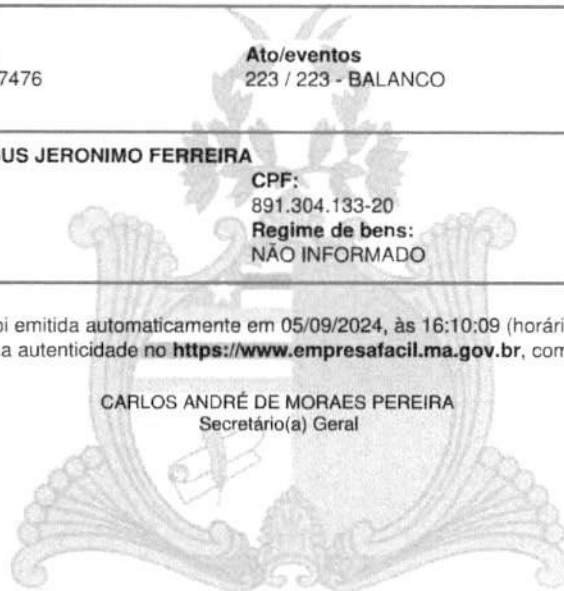 7476
Ato/eventos
223 / 223 - BALANCO
US JERONIMO FERREIRA
CPF:
891.304.133-20
Regime de bens:
NÃO INFORMADO
emitida automaticamente em 05/09/2024, às 16:10:09
a autenticidade no https://www.empresafacil.ma.gov.br,
CARLOS ANDRÉ DE MORAES PEREIRA
Secretário(a) Geral